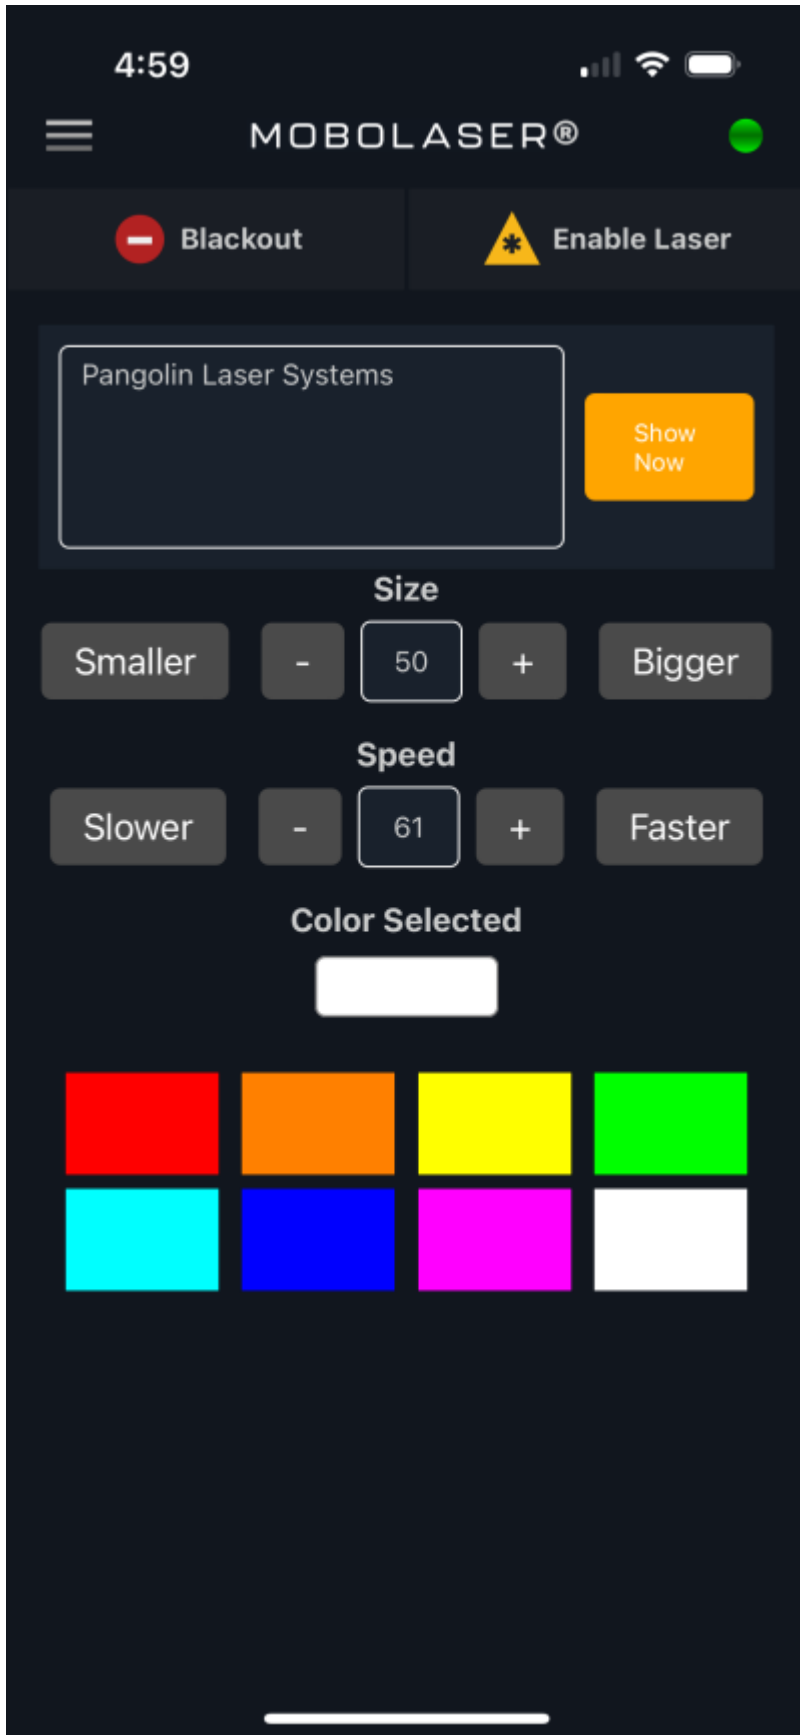 4:59
MOBOLASER®
Blackout
Enable Laser
Pangolin Laser Systems
Show
Now
Size
Smaller - 50 + Bigger
Speed
Slower - 61 + Faster
Color Selected